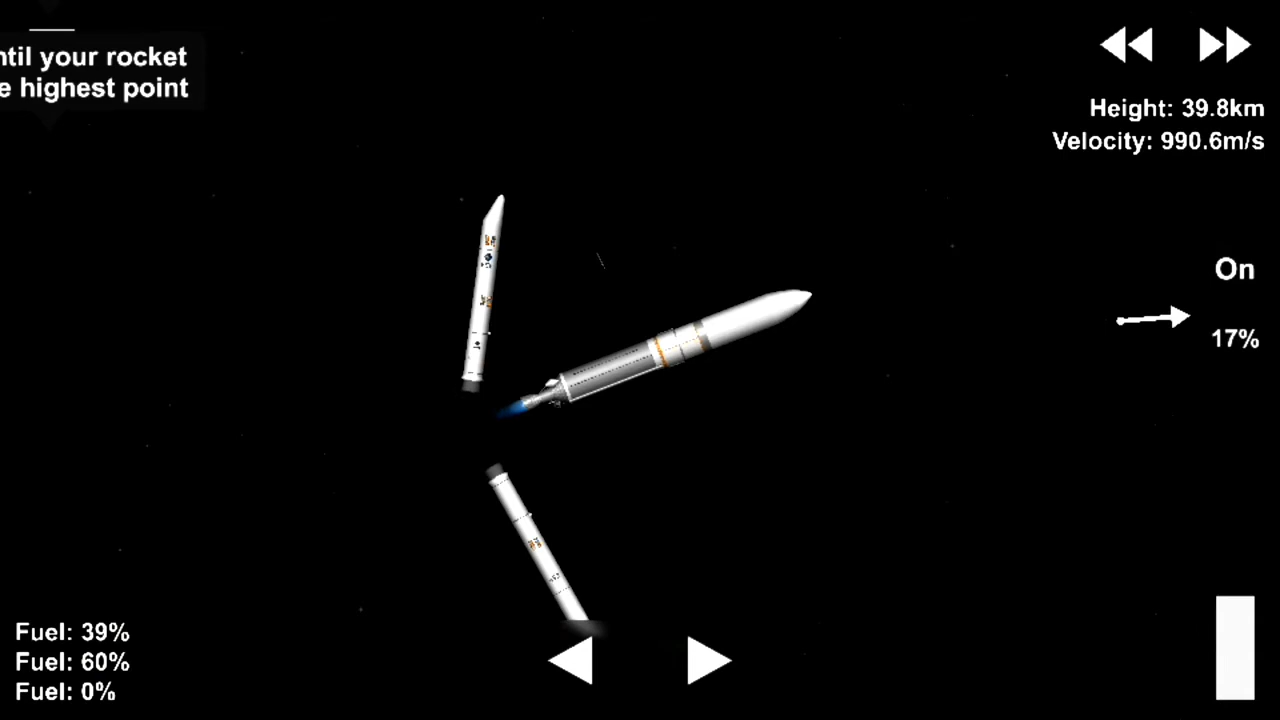 ntil your rocket
e highest point
Height: 39.8km
Velocity: 990.6m/s
On
17%
Fuel: 39%
Fuel: 60%
Fuel: 0%